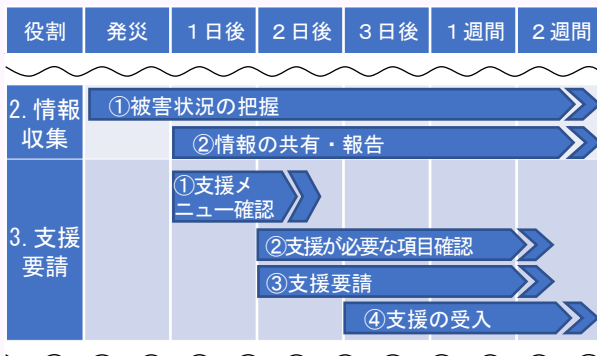 役割 発災 １日後 ２日後 ３日後 １週間 ２週間
2. 情報
収集
①被害状況の把握
②情報の共有・報告
3. 支援
要請
①支援メ
ニュー確認
②支援が必要な項目確認
③支援要請
④支援の受入